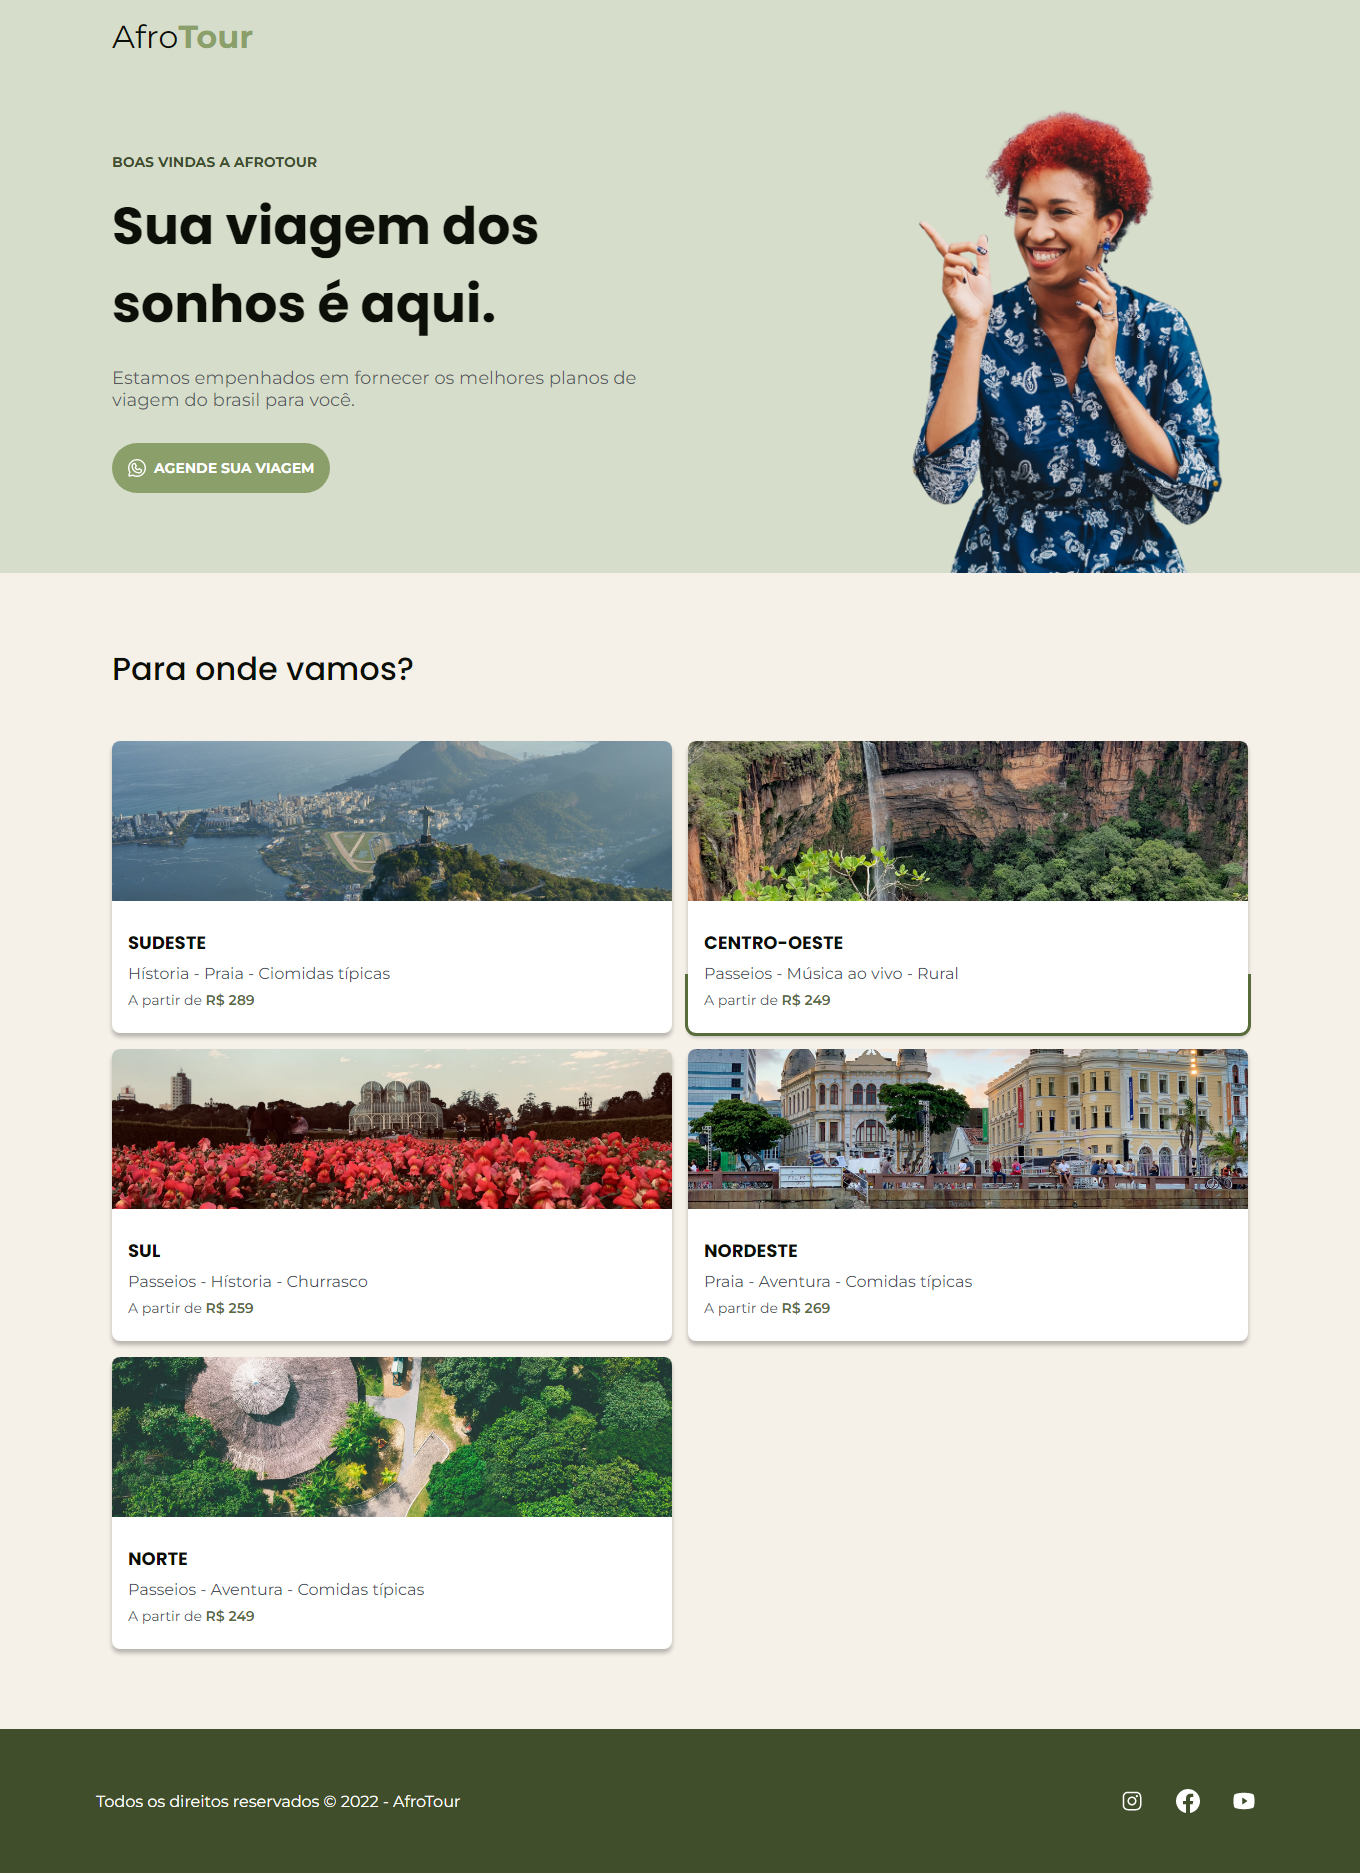 AfroTour
BOAS VINDAS A AFROTOUR
Sua viagem dos
sonhos é aqui.
Estamos empenhados em fornecer os melhores planos de
viagem do brasil para você.
AGENDE SUA VIAGEM
Para onde vamos?
SUDESTE
Hístoria - Praia - Ciomidas típicas
A partir de R$ 289
CENTRO-OESTE
Passeios - Música ao vivo - Rural
A partir de R$ 249
SUL
Passeios - Hístoria - Churrasco
A partir de R$ 259
NORDESTE
Praia - Aventura - Comidas típicas
A partir de R$ 269
NORTE
Passeios - Aventura - Comidas típicas
A partir de R$ 249
Todos os direitos reservados © 2022 - AfroTour